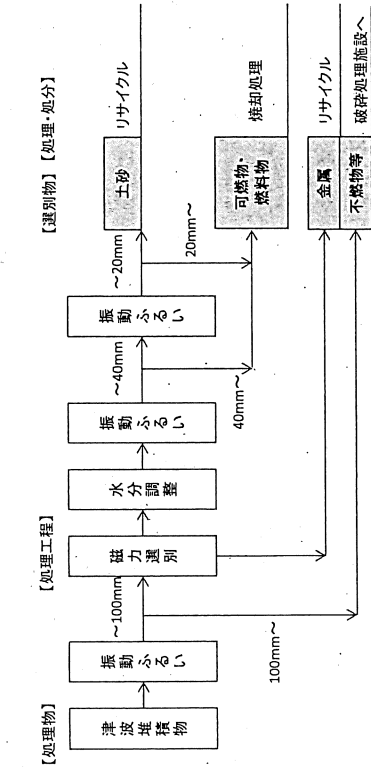 【処理物】
【処理工程】
【選別物】【処理・処分】
津波堆積物
振動ふるい
～100mm
100mm～
磁力選別
水分調整
振動ふるい
～40mm
40mm～
振動ふるい
～20mm
20mm～
土砂
リサイクル
可燃物・
燃料物
焼却処理
金属
リサイクル
不燃物等
破砕処理施設へ